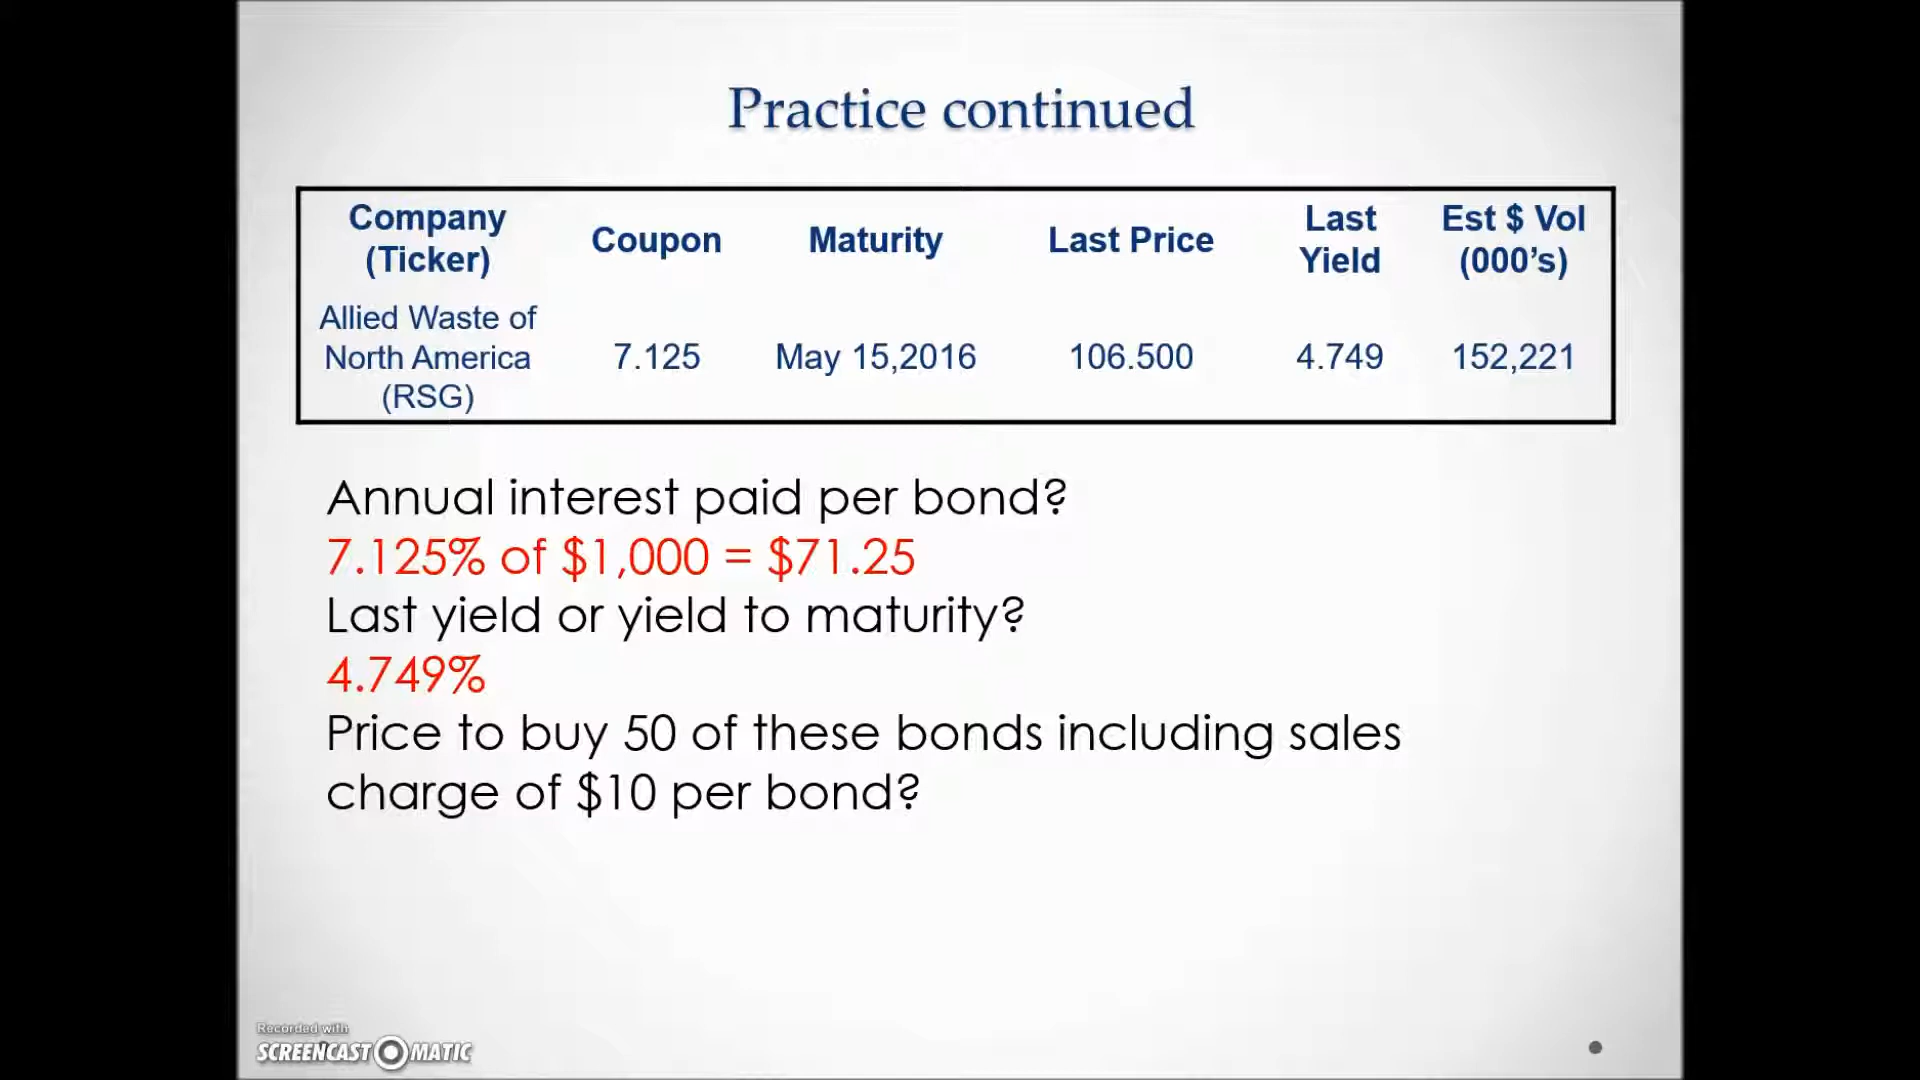 Practice continued
Company (Ticker) Coupon Maturity Last Price Last Yield Est $ Vol (000’s)
Allied Waste of North America (RSG) 7.125 May 15,2016 106.500 4.749 152,221
Annual interest paid per bond?
7.125% of $1,000 = $71.25
Last yield or yield to maturity?
4.749%
Price to buy 50 of these bonds including sales
charge of $10 per bond?
Recorded with
SCREENCAST MATIC